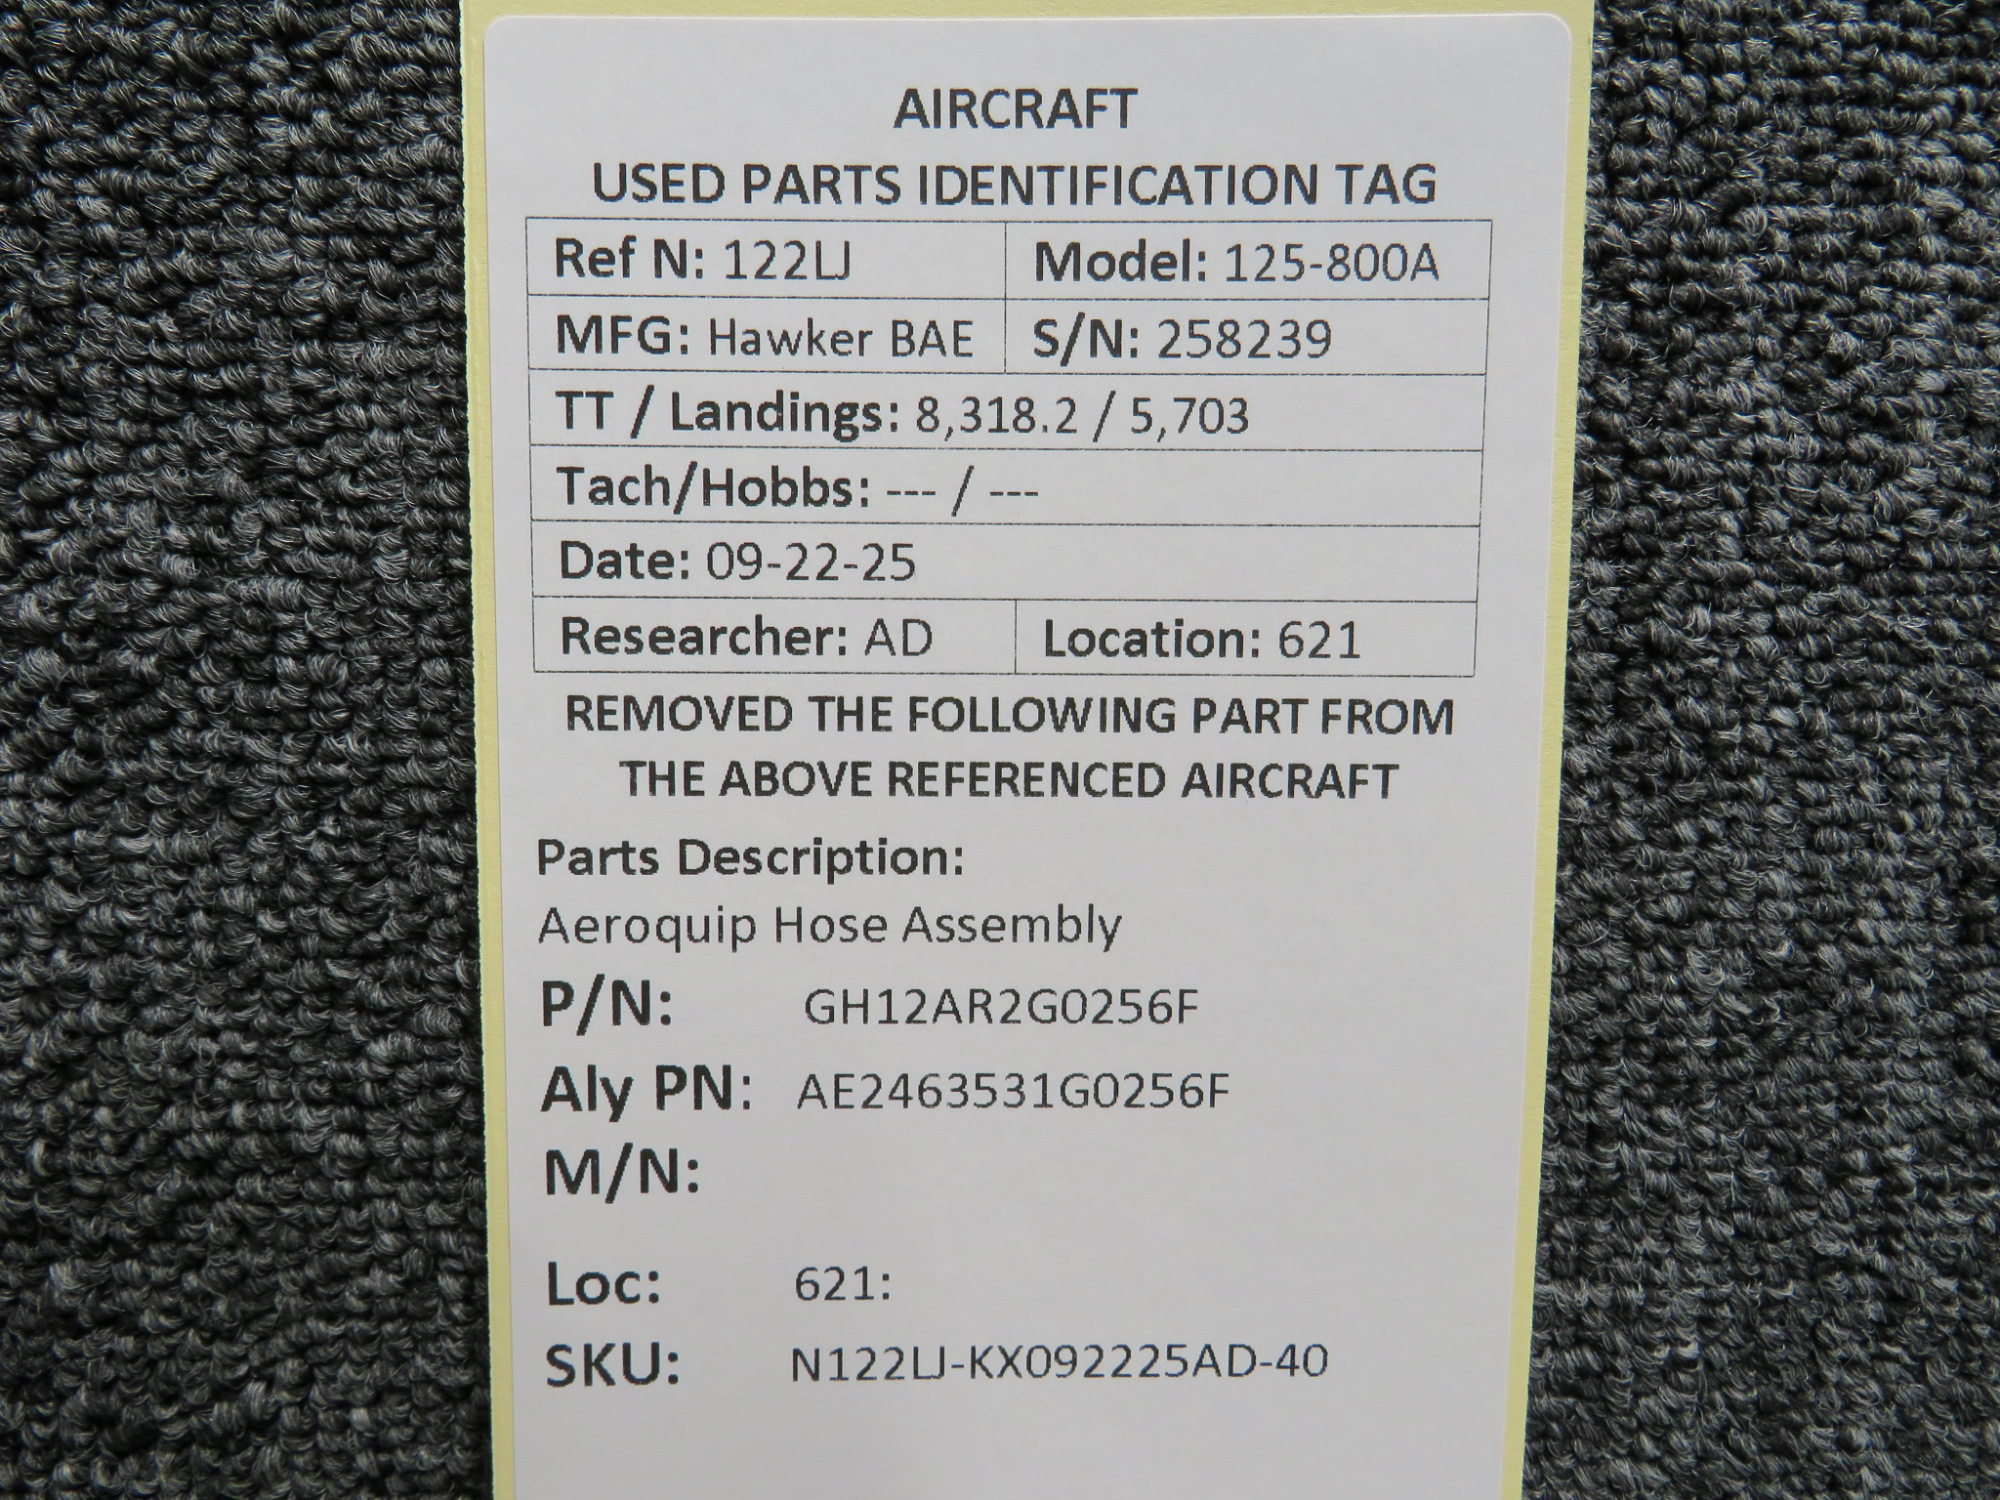 AIRCRAFT
USED PARTS IDENTIFICATION TAG
Ref N: 122LJ Model: 125-800A
MFG: Hawker BAE S/N: 258239
TT / Landings: 8,318.2 / 5,703
Tach/Hobbs: --- / ---
Date: 09-22-25
Researcher: AD Location: 621
REMOVED THE FOLLOWING PART FROM
THE ABOVE REFERENCED AIRCRAFT
Parts Description:
Aeroquip Hose Assembly
P/N: GH12AR2G0256F
Aly PN: AE2463531G0256F
M/N:
Loc: 621:
SKU: N122LJ-KX092225AD-40